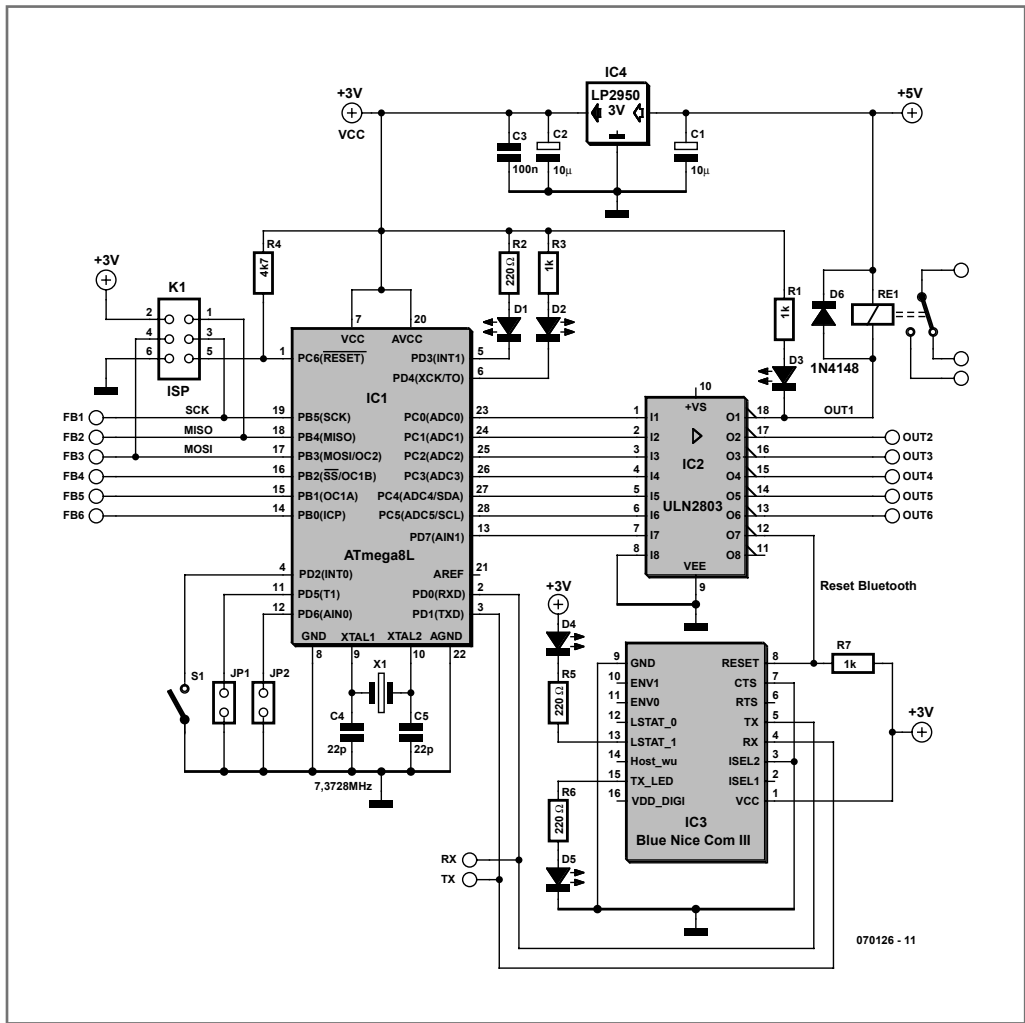 IC4
LP2950
3V
+3V
VCC
+5V
C3
100n
C2
10µ
C1
10µ
R4
4k7
R2
220Ω
R3
1k
R1
1k
D6
1N4148
RE1
+3V
K1
2
1
4
3
6
5
ISP
D1
D2
D3
7
20
VCC
AVCC
1
PC6(RESET)
PD3(INT1)
5
PD4(XCK/TO)
6
IC1
10
+VS
FB1
SCK
19
PB5(SCK)
PC0(ADC0)
23
1
I1
O1
18
OUT1
FB2
MISO
18
PB4(MISO)
PC1(ADC1)
24
2
I2
O2
17
OUT2
FB3
MOSI
17
PB3(MOSI/OC2)
PC2(ADC2)
25
3
I3
O3
16
OUT3
IC2
FB4
16
PB2(SS/OC1B)
PC3(ADC3)
26
4
I4
O4
15
OUT4
FB5
15
PB1(OC1A)
PC4(ADC4/SDA)
27
5
I5
O5
14
OUT5
ULN2803
FB6
14
PB0(ICP)
PC5(ADC5/SCL)
28
6
I6
O6
13
OUT6
PD7(AIN1)
13
7
I7
O7
12
ATmega8L
8
I8
O8
11
VEE
9
4
PD2(INT0)
AREF
21
11
PD5(T1)
PD0(RXD)
2
12
PD6(AIN0)
PD1(TXD)
3
GND
XTAL1
XTAL2
AGND
8
9
10
22
Reset Bluetooth
+3V
D4
R5
220Ω
R7
1k
+3V
S1
JP1
JP2
X1
C4
22p
C5
22p
7,3728MHz
9
GND
RESET
8
10
ENV1
CTS
7
11
ENV0
RTS
6
12
LSTAT_0
TX
5
13
LSTAT_1
RX
4
14
Host_wu
ISEL2
3
15
TX_LED
ISEL1
2
16
VDD_DIGI
VCC
1
IC3
Blue Nice Com III
R6
220Ω
D5
RX
TX
070126 - 11